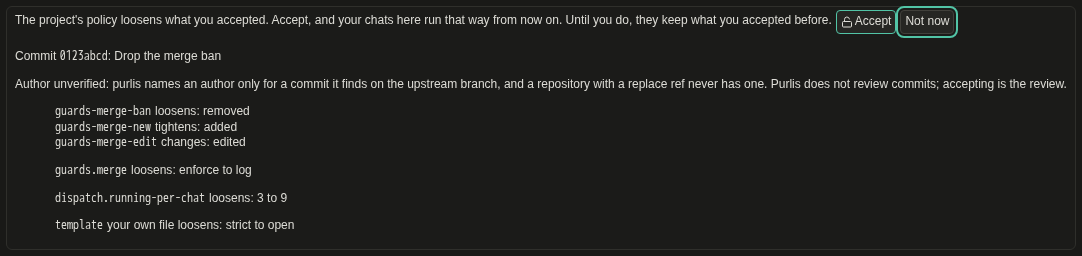 The project's policy loosens what you accepted. Accept, and your chats here run that way from now on. Until you do, they keep what you accepted before. Accept Not now
Commit 0123abcd: Drop the merge ban
Author unverified: purlis names an author only for a commit it finds on the upstream branch, and a repository with a replace ref never has one. Purlis does not review commits; accepting is the review.
guards-merge-ban loosens: removed
guards-merge-new tightens: added
guards-merge-edit changes: edited
guards.merge loosens: enforce to log
dispatch.running-per-chat loosens: 3 to 9
template your own file loosens: strict to open